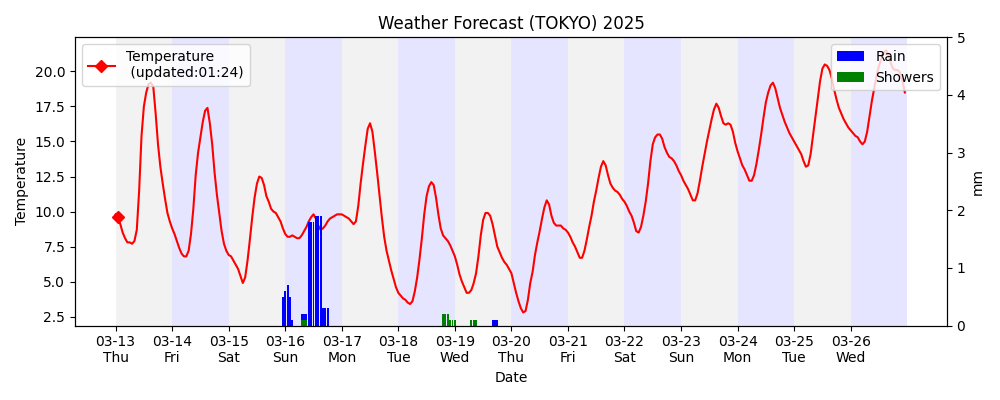 Weather Forecast (TOKYO) 2025
Temperature
(updated:01:24)
Rain
Showers
Temperature
20.0
17.5
15.0
12.5
10.0
7.5
5.0
2.5
5
4
3
2
1
0
mm
03-13 03-14 03-15 03-16 03-17 03-18 03-19 03-20 03-21 03-22 03-23 03-24 03-25 03-26
Thu Fri Sat Sun Mon Tue Wed Thu Fri Sat Sun Mon Tue Wed
Date